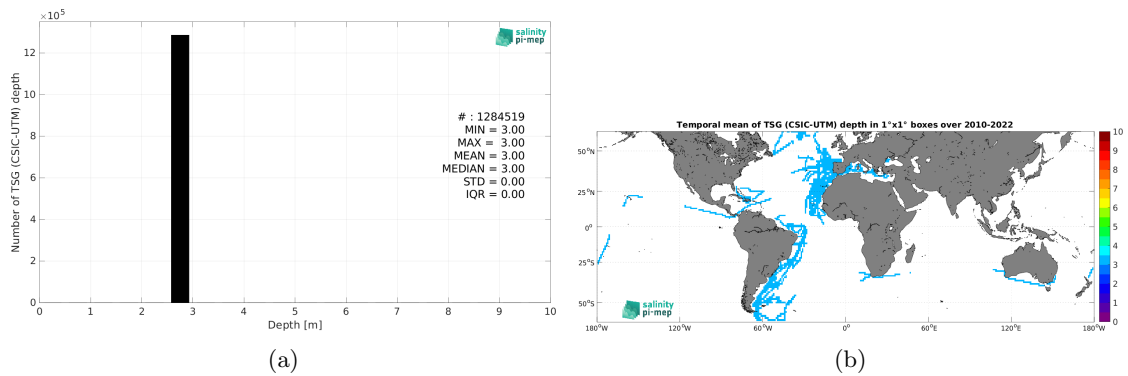 ×10⁵
12
10
8
6
4
2
0
Number of TSG (CSIC-UTM) depth
salinity
pi-mep
# : 1284519
MIN = 3.00
MAX = 3.00
MEAN = 3.00
MEDIAN = 3.00
STD = 0.00
IQR = 0.00
0 1 2 3 4 5 6 7 8 9 10
Depth [m]
(a)
Temporal mean of TSG (CSIC-UTM) depth in 1°x1° boxes over 2010-2022
50°N
25°N
0°
25°S
50°S
salinity
pi-mep
180°W 120°W 60°W 0° 60°E 120°E 180°W
10
9
8
7
6
5
4
3
2
1
0
(b)